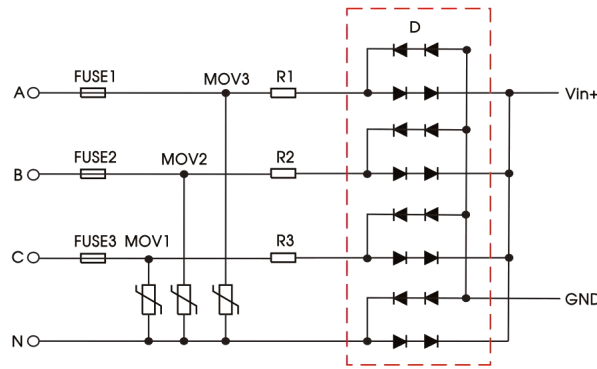 D
FUSE1 MOV3 R1
A Vin+
FUSE2 MOV2 R2
B
FUSE3 MOV1 R3
C
GND
N